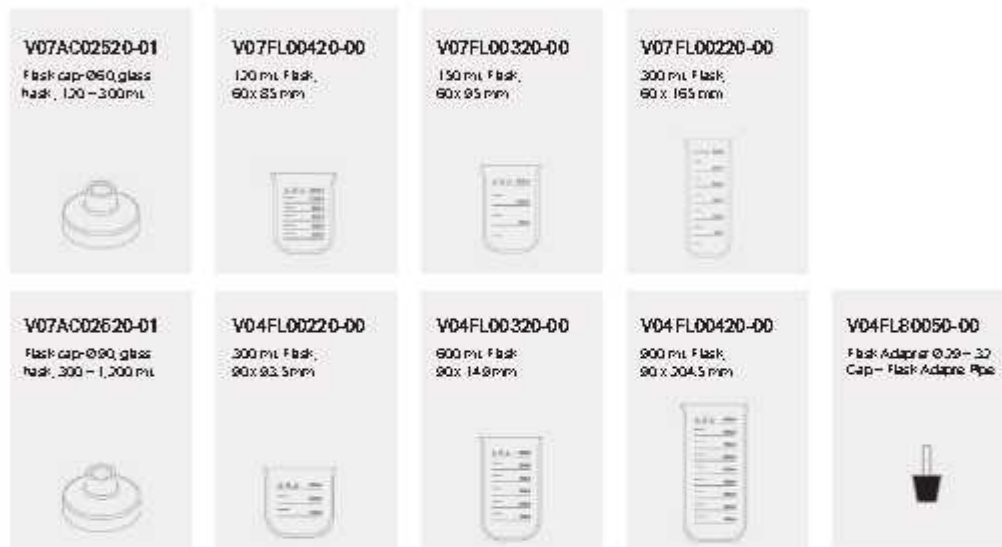 V07AC02520-01
Flask cap-Ø60, glass
flask, 120 – 300 mL
V07FL00420-00
120 mL Flask,
60 x 85 mm
V07FL00320-00
150 mL Flask,
60 x 95 mm
V07FL00220-00
300 mL Flask,
60 x 165 mm
V07AC02620-01
Flask cap-Ø90, glass
flask, 300 – 1,200 mL
V04FL00220-00
300 mL Flask,
90 x 93.5 mm
V04FL00320-00
600 mL Flask
90 x 149 mm
V04FL00420-00
900 mL Flask,
90 x 204.5 mm
V04FL80050-00
Flask Adapter Ø 29 – 32
Cap – Flask Adapte Pipe